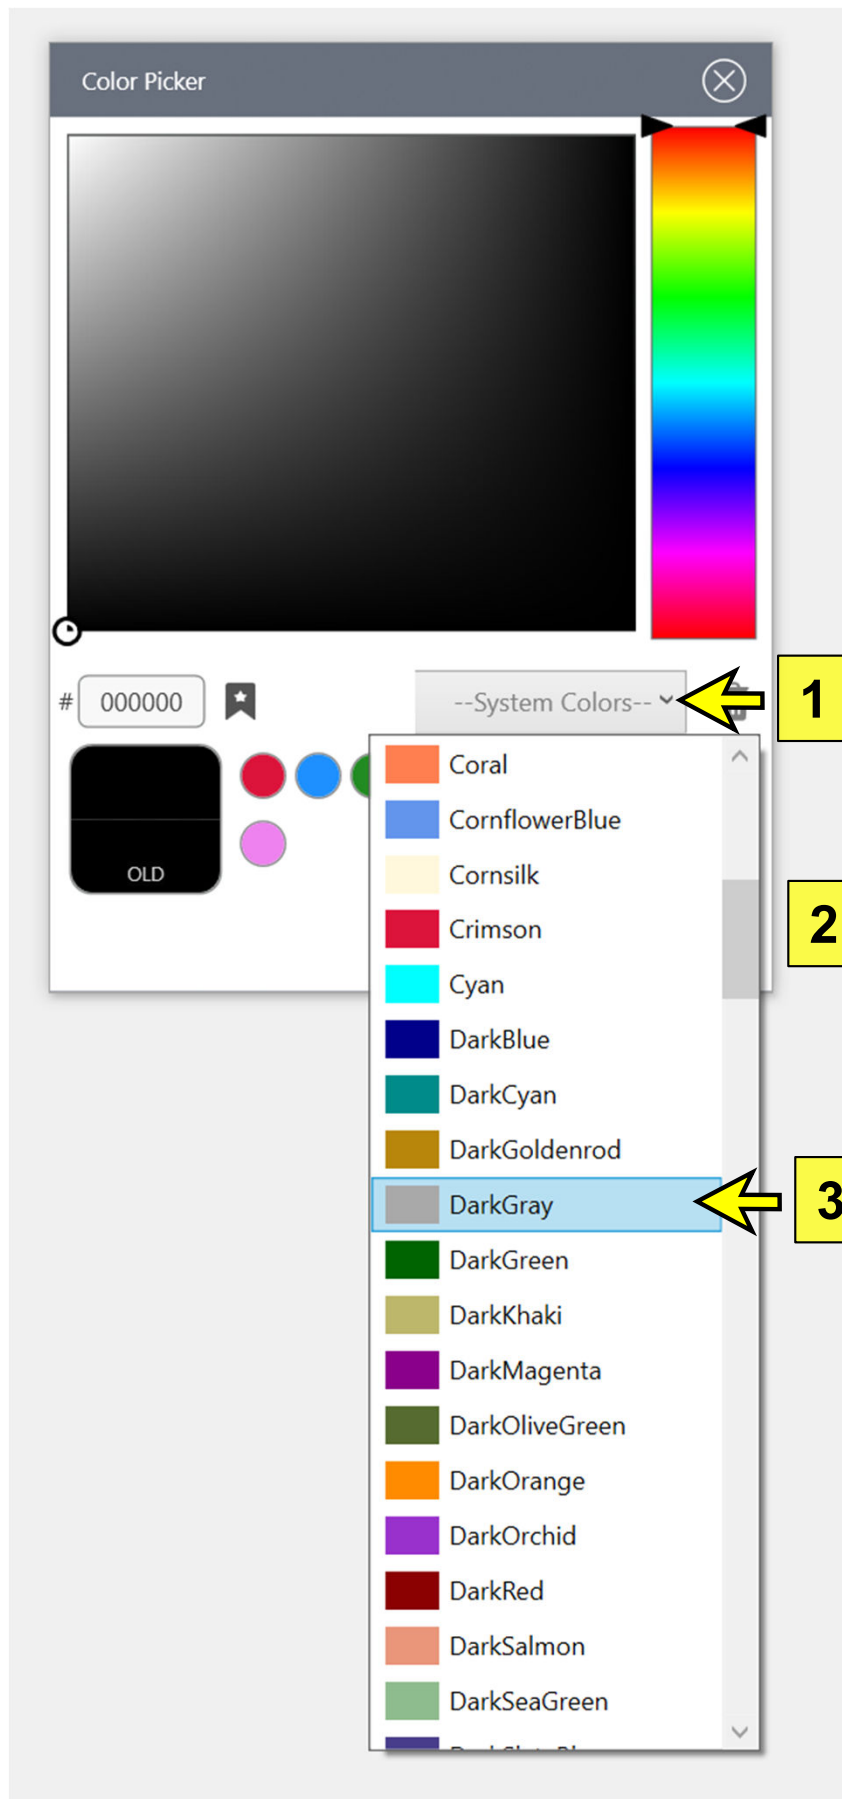 Color Picker
# 000000
--System Colors--
1
OLD
Coral
CornflowerBlue
Cornsilk
Crimson
2
Cyan
DarkBlue
DarkCyan
DarkGoldenrod
DarkGray
3
DarkGreen
DarkKhaki
DarkMagenta
DarkOliveGreen
DarkOrange
DarkOrchid
DarkRed
DarkSalmon
DarkSeaGreen